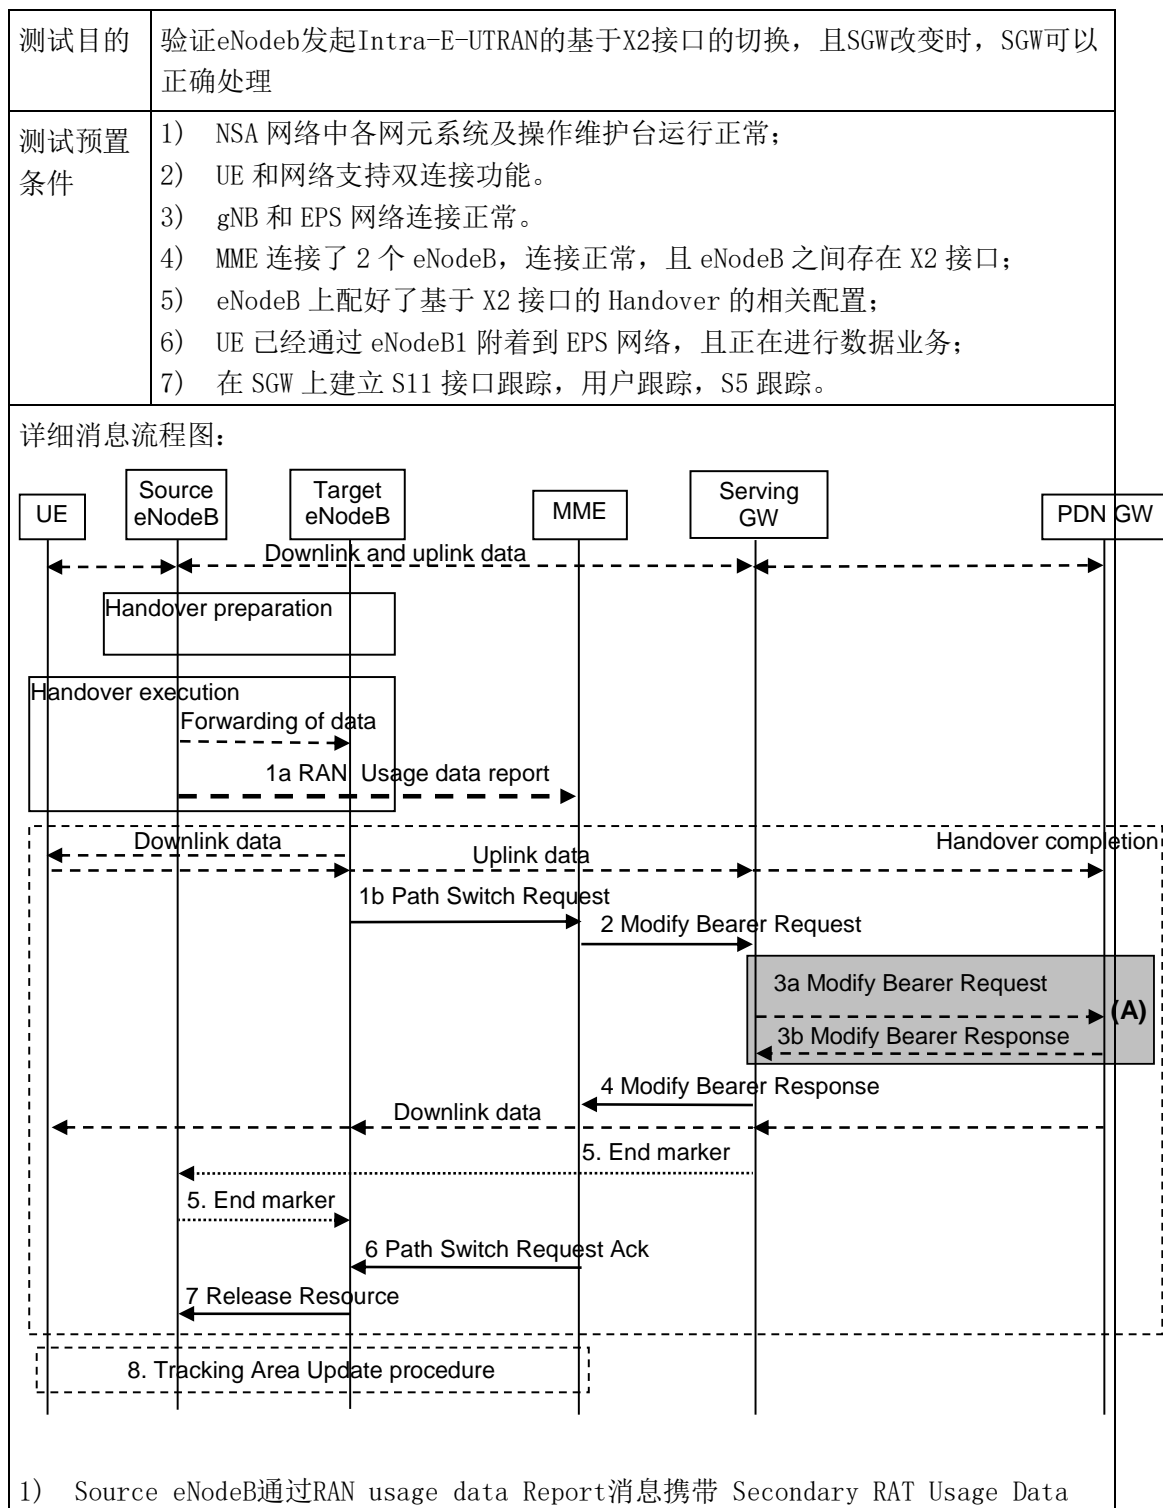 测试目的
验证eNodeb发起Intra-E-UTRAN的基于X2接口的切换，且SGW改变时，SGW可以
正确处理
测试预置
条件
1) NSA 网络中各网元系统及操作维护台运行正常；
2) UE 和网络支持双连接功能。
3) gNB 和 EPS 网络连接正常。
4) MME 连接了 2 个 eNodeB，连接正常，且 eNodeB 之间存在 X2 接口；
5) eNodeB 上配好了基于 X2 接口的 Handover 的相关配置；
6) UE 已经通过 eNodeB1 附着到 EPS 网络，且正在进行数据业务；
7) 在 SGW 上建立 S11 接口跟踪，用户跟踪，S5 跟踪。
详细消息流程图：
UE
Source
eNodeB
Target
eNodeB
MME
Serving
GW
PDN GW
Downlink and uplink data
Handover preparation
Handover execution
Forwarding of data
1a RAN Usage data report
Downlink data
Handover completion
Uplink data
1b Path Switch Request
2 Modify Bearer Request
3a Modify Bearer Request
(A)
3b Modify Bearer Response
4 Modify Bearer Response
Downlink data
5. End marker
5. End marker
6 Path Switch Request Ack
7 Release Resource
8. Tracking Area Update procedure
1) Source eNodeB通过RAN usage data Report消息携带 Secondary RAT Usage Data